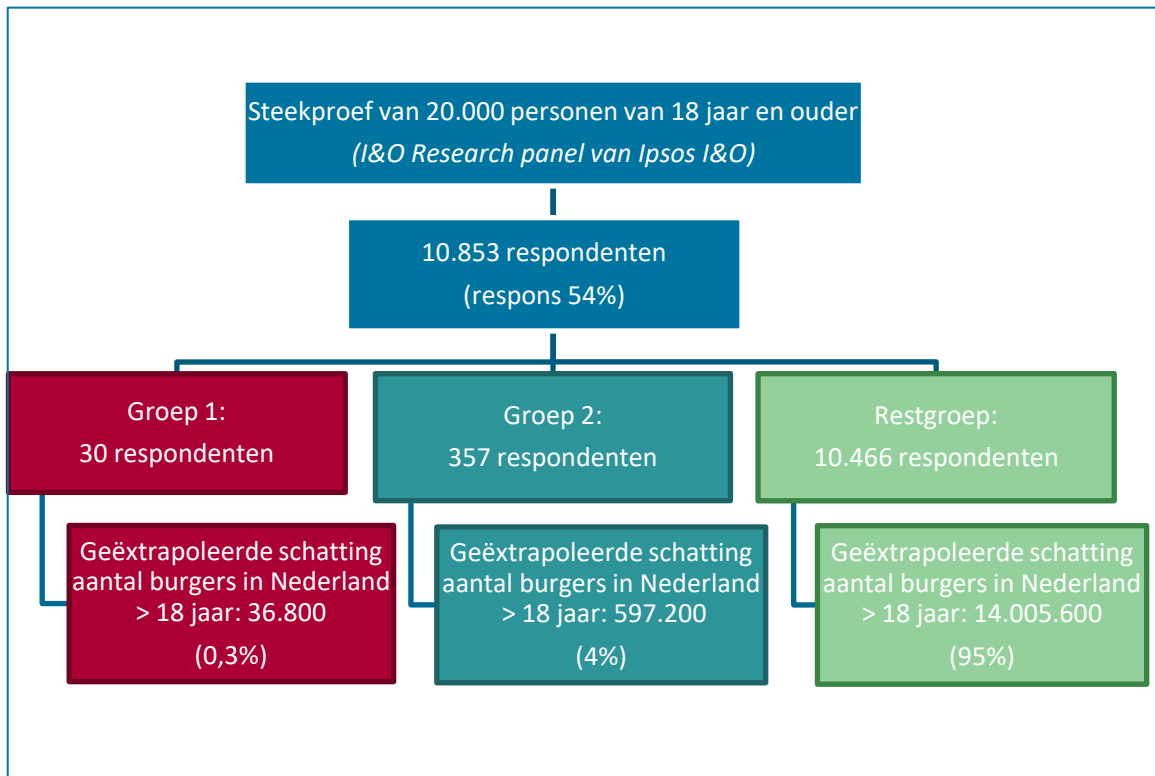 Steekproef van 20.000 personen van 18 jaar en ouder
(I&O Research panel van Ipsos I&O)
10.853 respondenten
(respons 54%)
Groep 1:
30 respondenten
Groep 2:
357 respondenten
Restgroep:
10.466 respondenten
Geëxtrapoleerde schatting
aantal burgers in Nederland
> 18 jaar: 36.800
(0,3%)
Geëxtrapoleerde schatting
aantal burgers in Nederland
> 18 jaar: 597.200
(4%)
Geëxtrapoleerde schatting
aantal burgers in Nederland
> 18 jaar: 14.005.600
(95%)